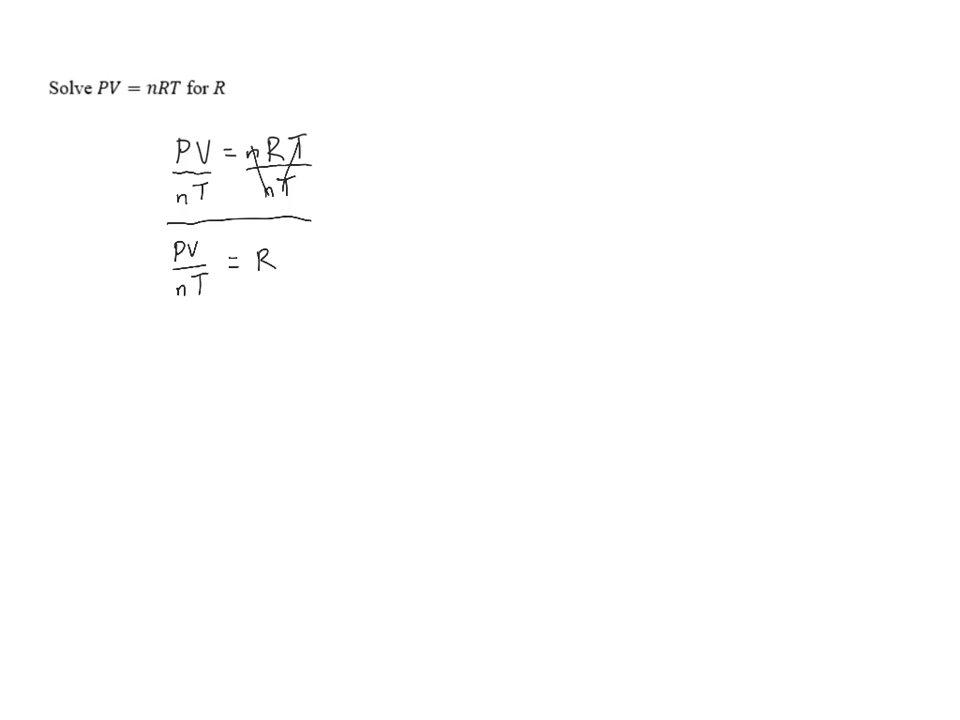 Solve PV = nRT for R
PV = nRT
nT nT
PV
nT = R